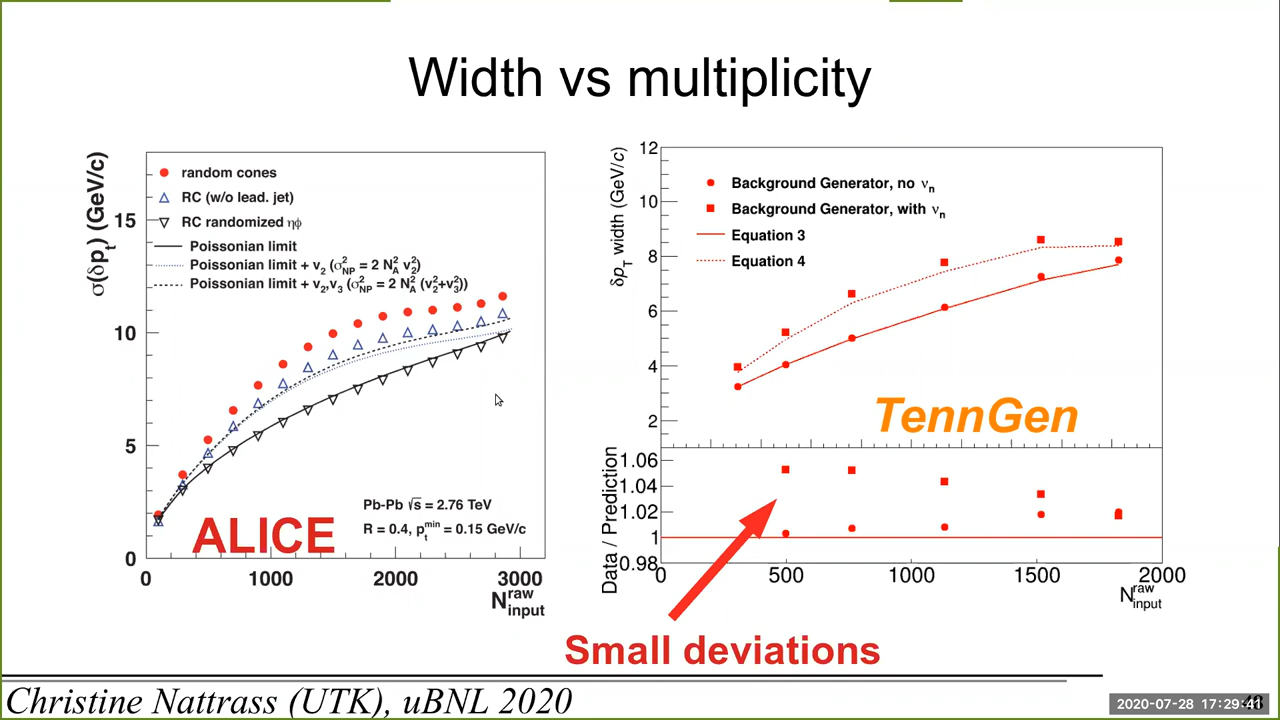 Width vs multiplicity
σ(δpt) (GeV/c)
random cones
RC (w/o lead. jet)
RC randomized ηϕ
Poissonian limit
Poissonian limit + v2 (σ²NP = 2 N²A v²2)
Poissonian limit + v2,v3 (σ²NP = 2 N²A (v²2+v²3))
15
10
5
0
Pb-Pb √s = 2.76 TeV
R = 0.4, pt^min = 0.15 GeV/c
ALICE
0 1000 2000 3000
N^raw input
δpT width (GeV/c)
12
10
8
6
4
2
Background Generator, no νn
Background Generator, with νn
Equation 3
Equation 4
TennGen
Data / Prediction
1.06
1.04
1.02
1
0.98
0 500 1000 1500 2000
N^raw input
Small deviations
Christine Nattrass (UTK), uBNL 2020
2020-07-28 17:29:41